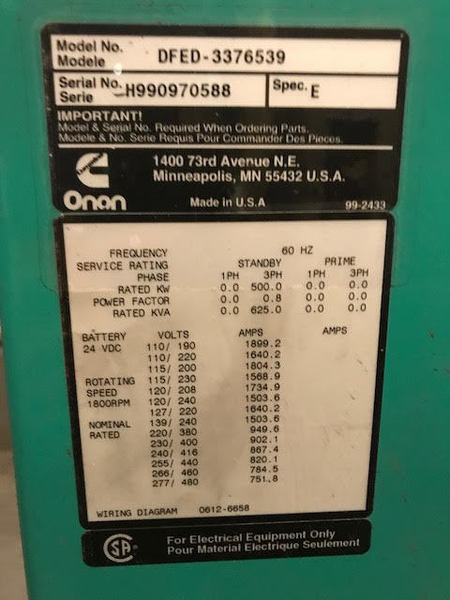 Model No.
Modele DFED-3376539
Serial No. H990970588 Spec. E
Serie
IMPORTANT!
Model & Serial No. Required When Ordering Parts.
Modele & No. Serie Requis Pour Commander Des Pieces.
1400 73rd Avenue N.E.
Minneapolis, MN 55432 U.S.A.
Onan Made in U.S.A 99-2433
FREQUENCY 60 HZ
SERVICE RATING STANDBY PRIME
PHASE 1PH 3PH 1PH 3PH
RATED KW 0.0 500.0 0.0 0.0
POWER FACTOR 0.0 0.8 0.0 0.0
RATED KVA 0.0 625.0 0.0 0.0
BATTERY VOLTS AMPS AMPS
24 VDC 110/ 190 1899.2
110/ 220 1640.2
115/ 200 1804.3
ROTATING 115/ 230 1568.9
SPEED 120/ 208 1734.9
1800RPM 120/ 240 1503.6
127/ 220 1640.2
NOMINAL 139/ 240 1503.6
RATED 220/ 380 949.6
230/ 400 902.1
240/ 416 867.4
255/ 440 820.1
266/ 460 784.5
277/ 480 751.8
WIRING DIAGRAM 0612-6658
For Electrical Equipment Only
Pour Material Electrique Seulement